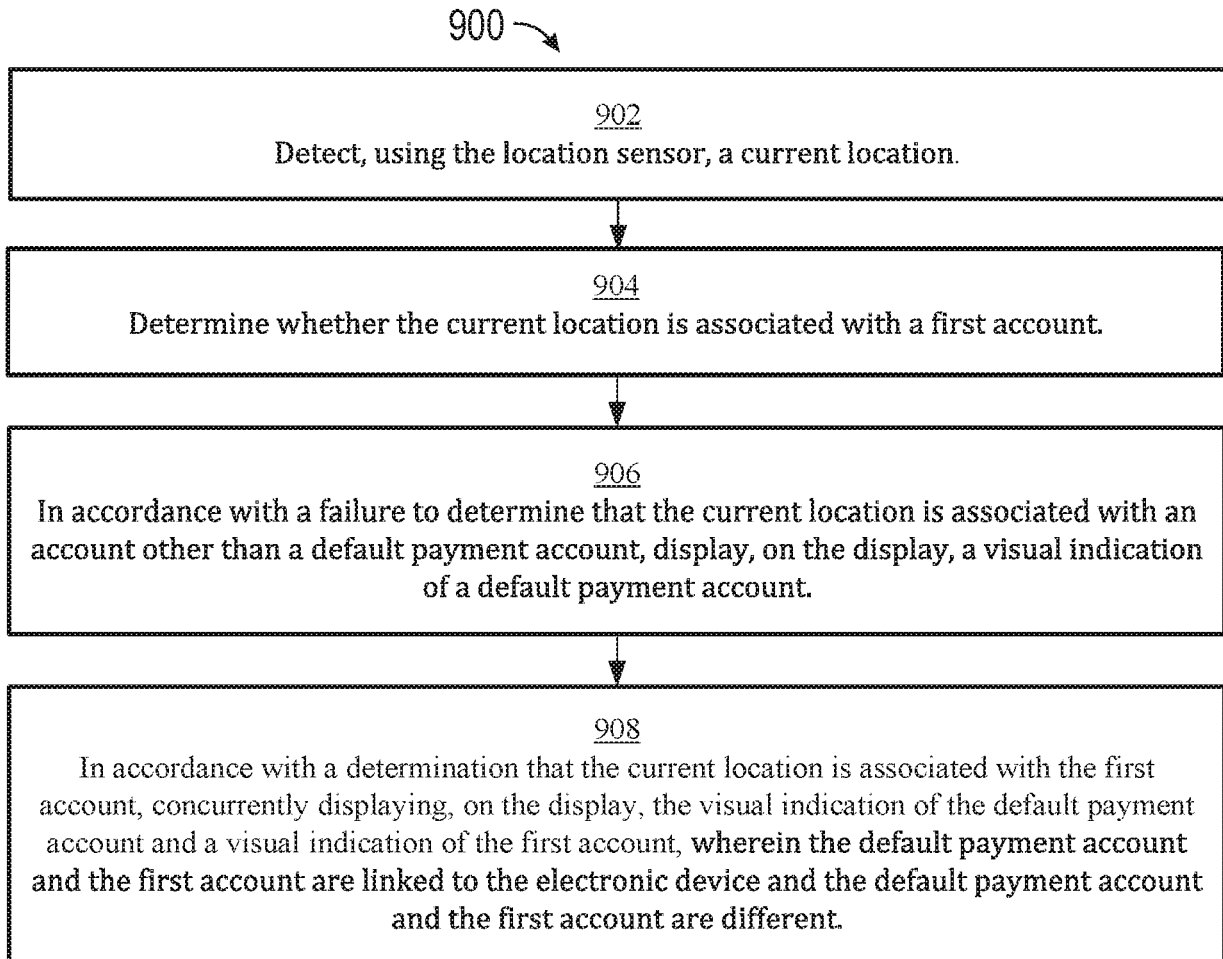 900
902
Detect, using the location sensor, a current location.
904
Determine whether the current location is associated with a first account.
906
In accordance with a failure to determine that the current location is associated with an
account other than a default payment account, display, on the display, a visual indication
of a default payment account.
908
In accordance with a determination that the current location is associated with the first
account, concurrently displaying, on the display, the visual indication of the default payment
account and a visual indication of the first account, wherein the default payment account
and the first account are linked to the electronic device and the default payment account
and the first account are different.